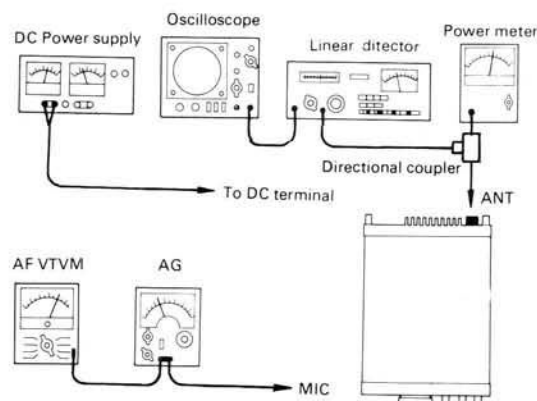 Oscilloscope
DC Power supply
Linear ditector
Power meter
Directional coupler
To DC terminal
ANT
AF VTVM
AG
MIC